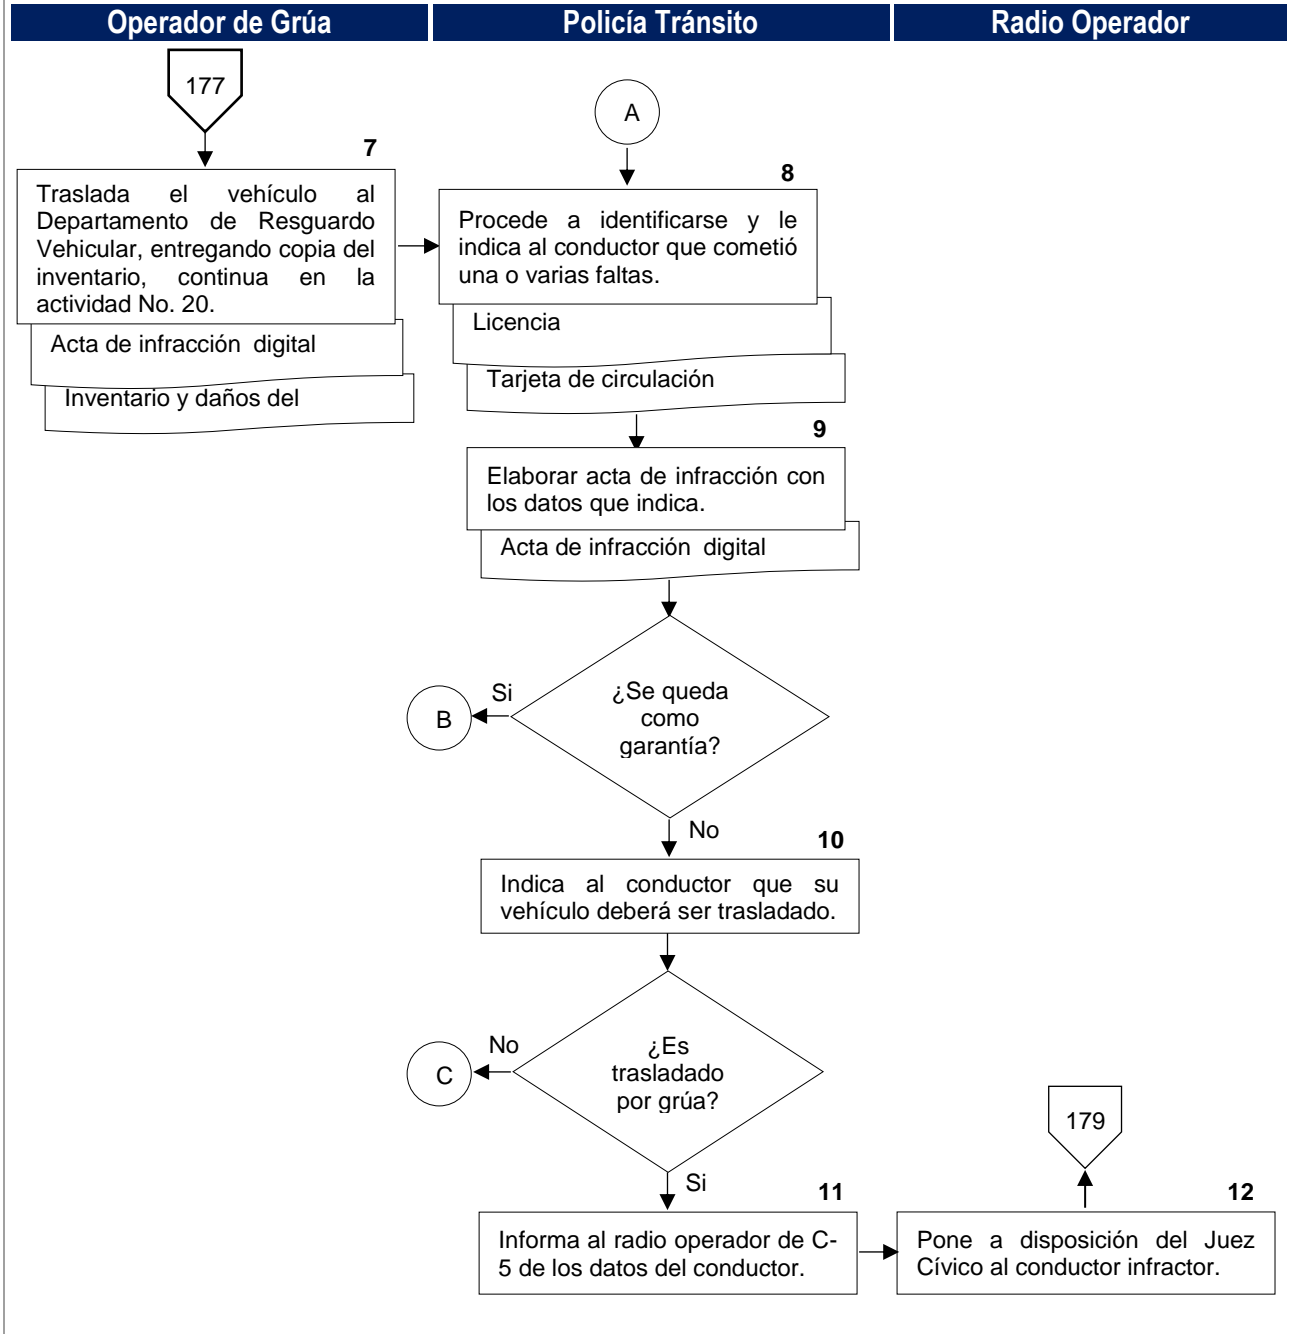 Operador de Grúa
Policía Tránsito
Radio Operador
177
A
7
Traslada el vehículo al
Departamento de Resguardo
Vehicular, entregando copia del
inventario, continua en la
actividad No. 20.
Acta de infracción digital
Inventario y daños del
8
Procede a identificarse y le
indica al conductor que cometió
una o varias faltas.
Licencia
Tarjeta de circulación
9
Elaborar acta de infracción con
los datos que indica.
Acta de infracción digital
¿Se queda
como
garantía?
Si
B
No
10
Indica al conductor que su
vehículo deberá ser trasladado.
¿Es
trasladado
por grúa?
No
C
Si
11
Informa al radio operador de C-
5 de los datos del conductor.
179
12
Pone a disposición del Juez
Cívico al conductor infractor.